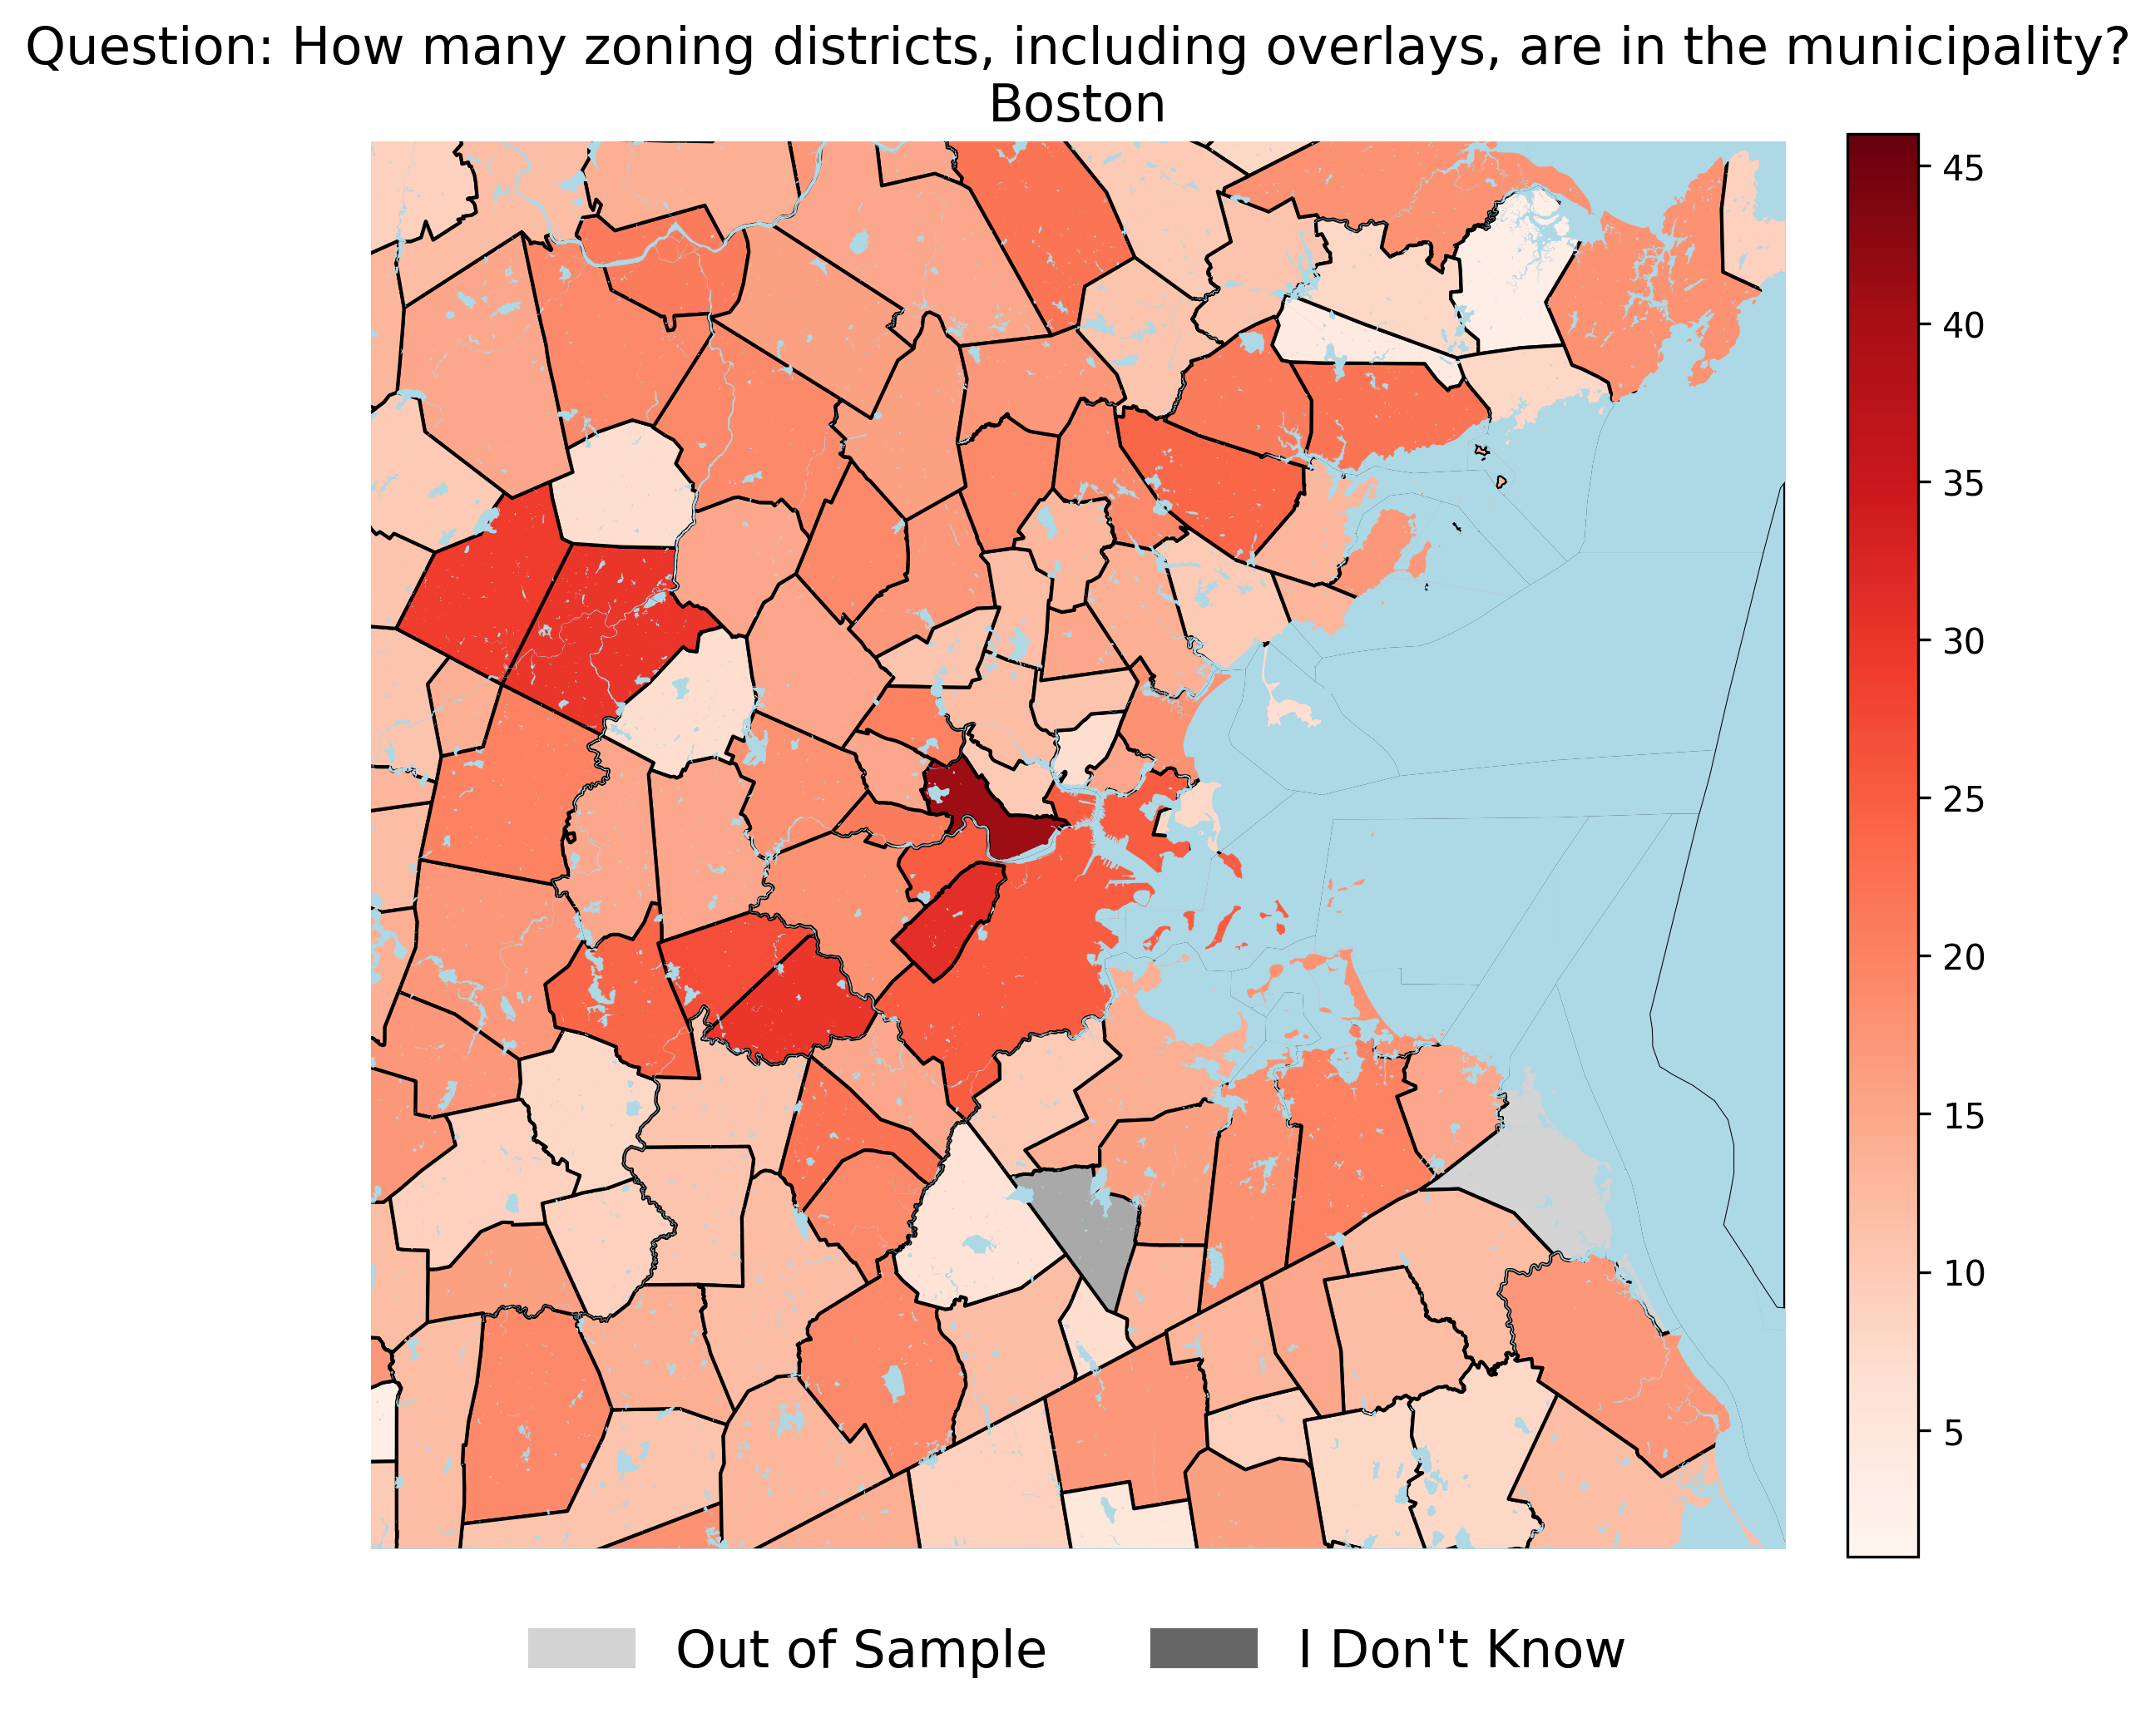 Question: How many zoning districts, including overlays, are in the municipality?
Boston
45
40
35
30
25
20
15
10
5
Out of Sample
I Don't Know